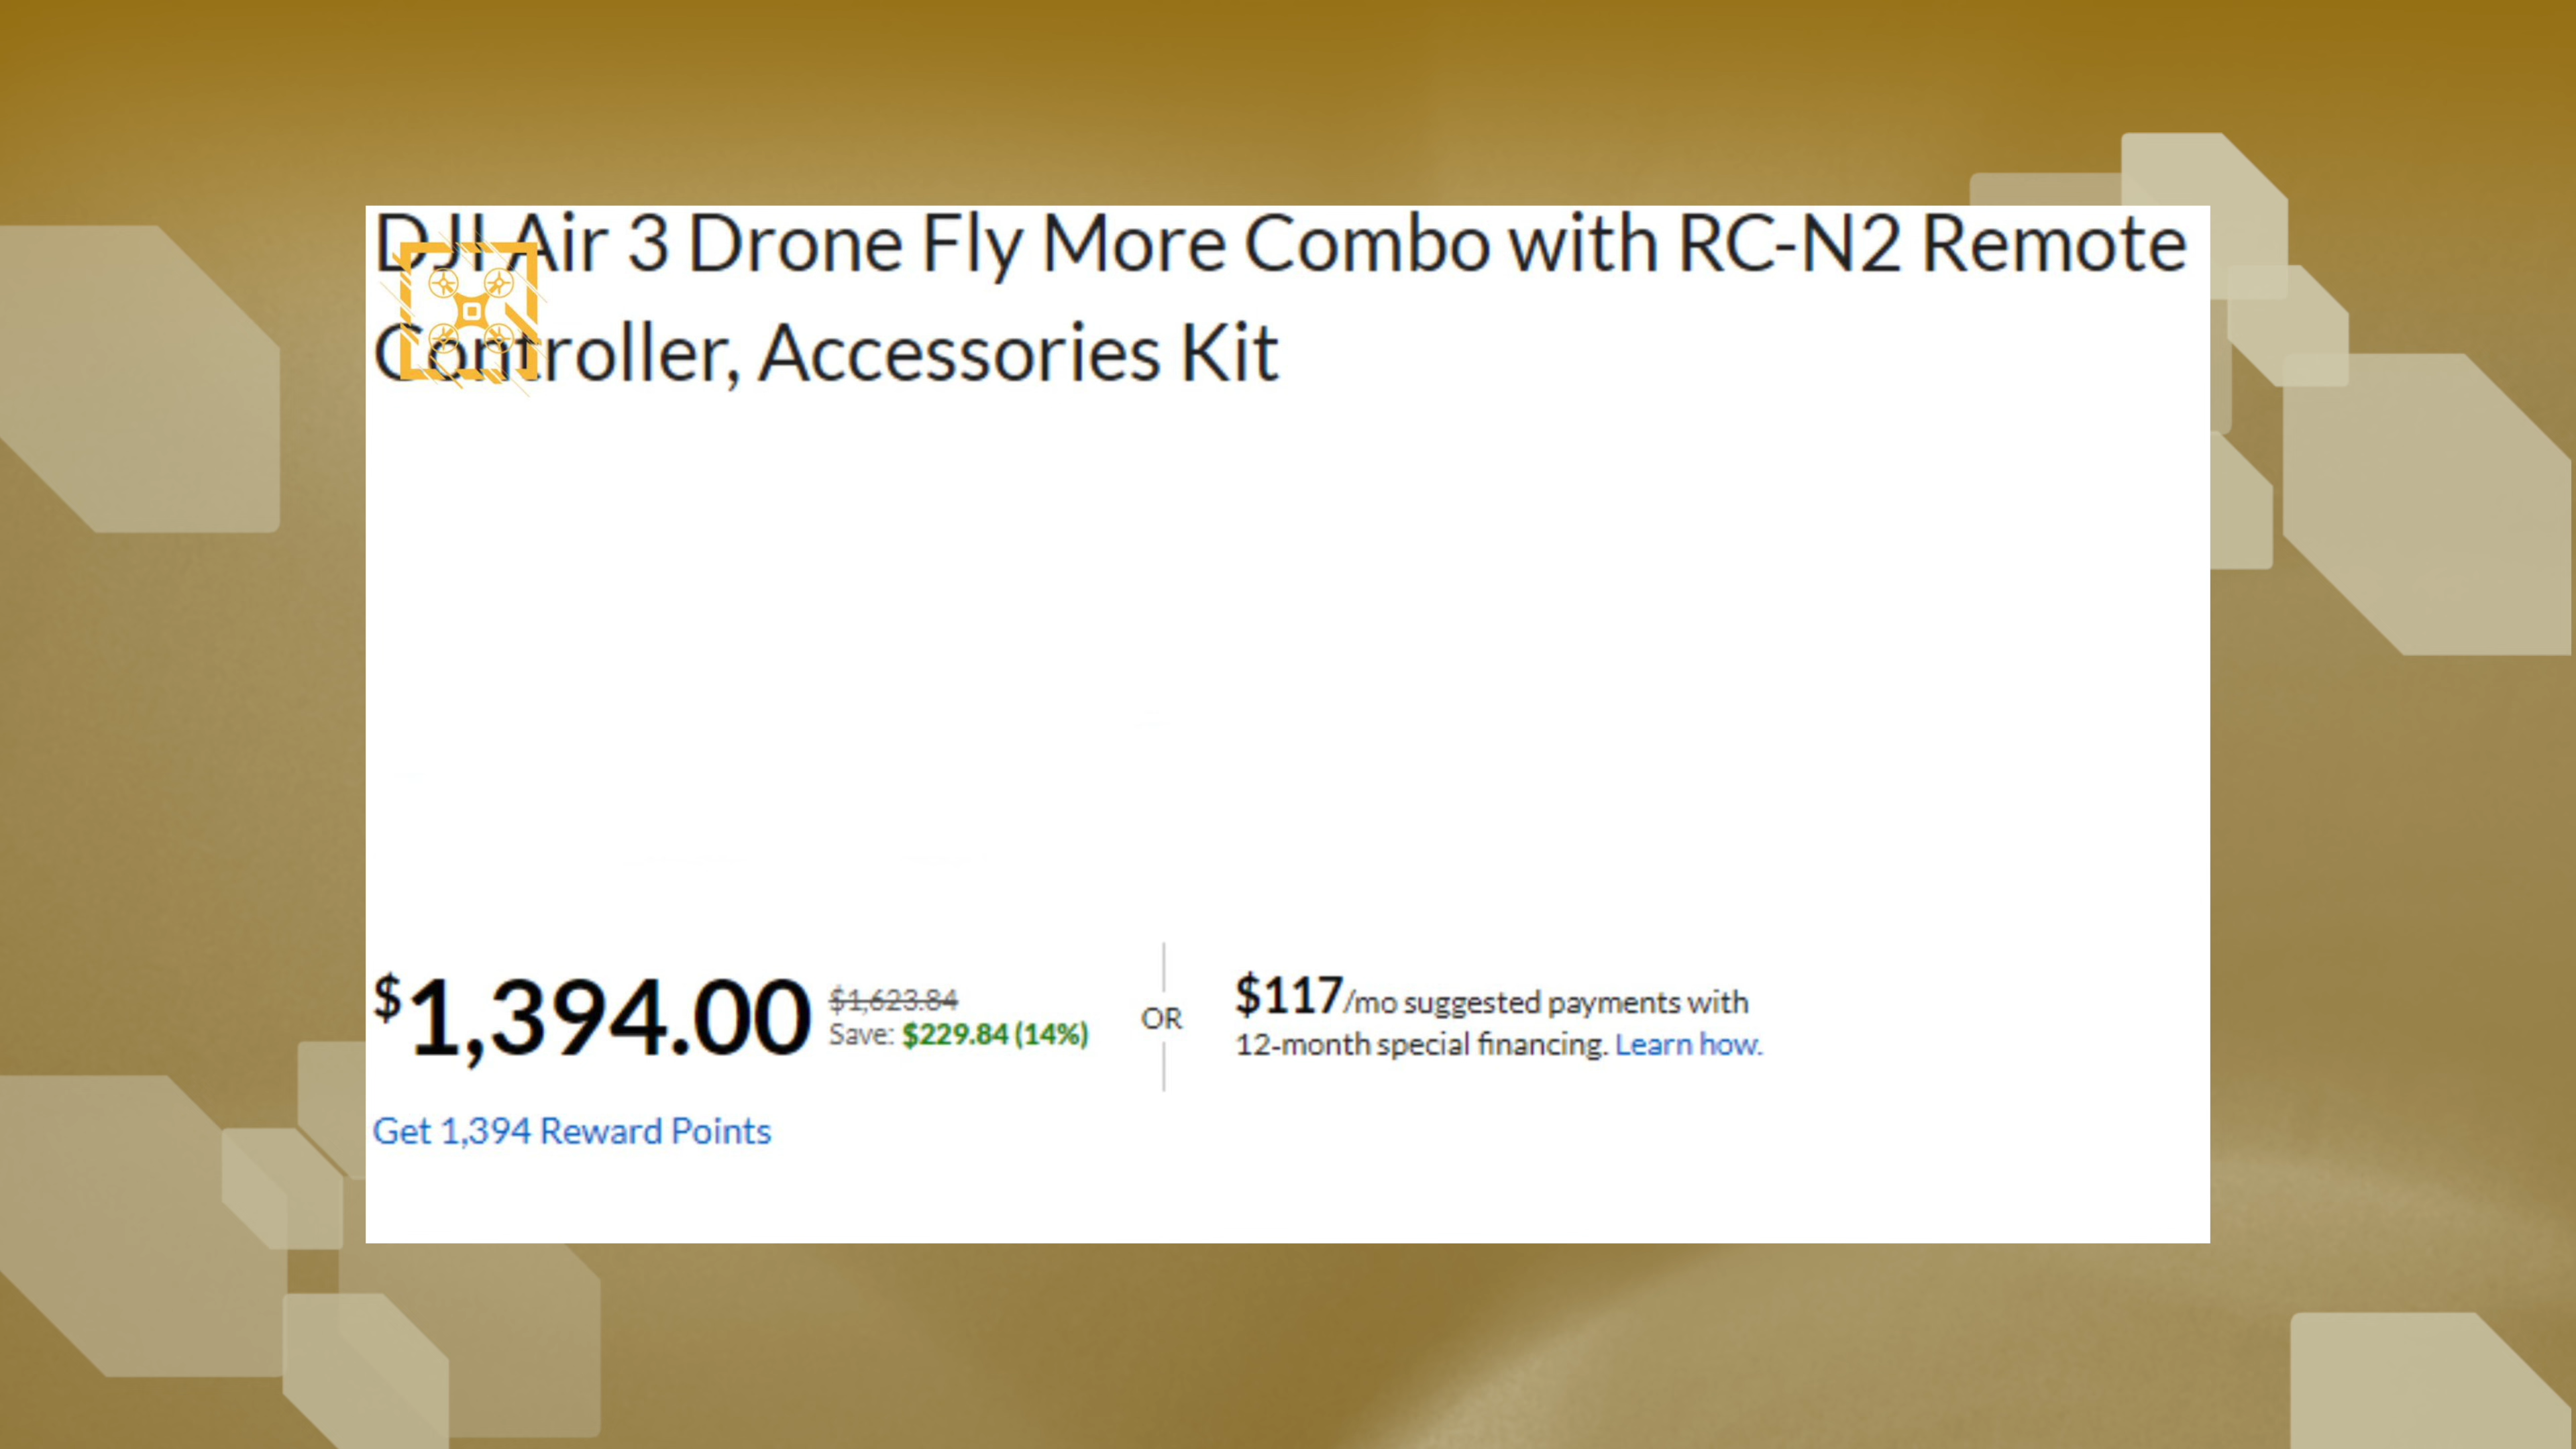 DJI Air 3 Drone Fly More Combo with RC-N2 Remote
Controller, Accessories Kit
$1,394.00
$1,623.84
Save: $229.84 (14%)
OR
$117/mo suggested payments with
12-month special financing. Learn how.
Get 1,394 Reward Points